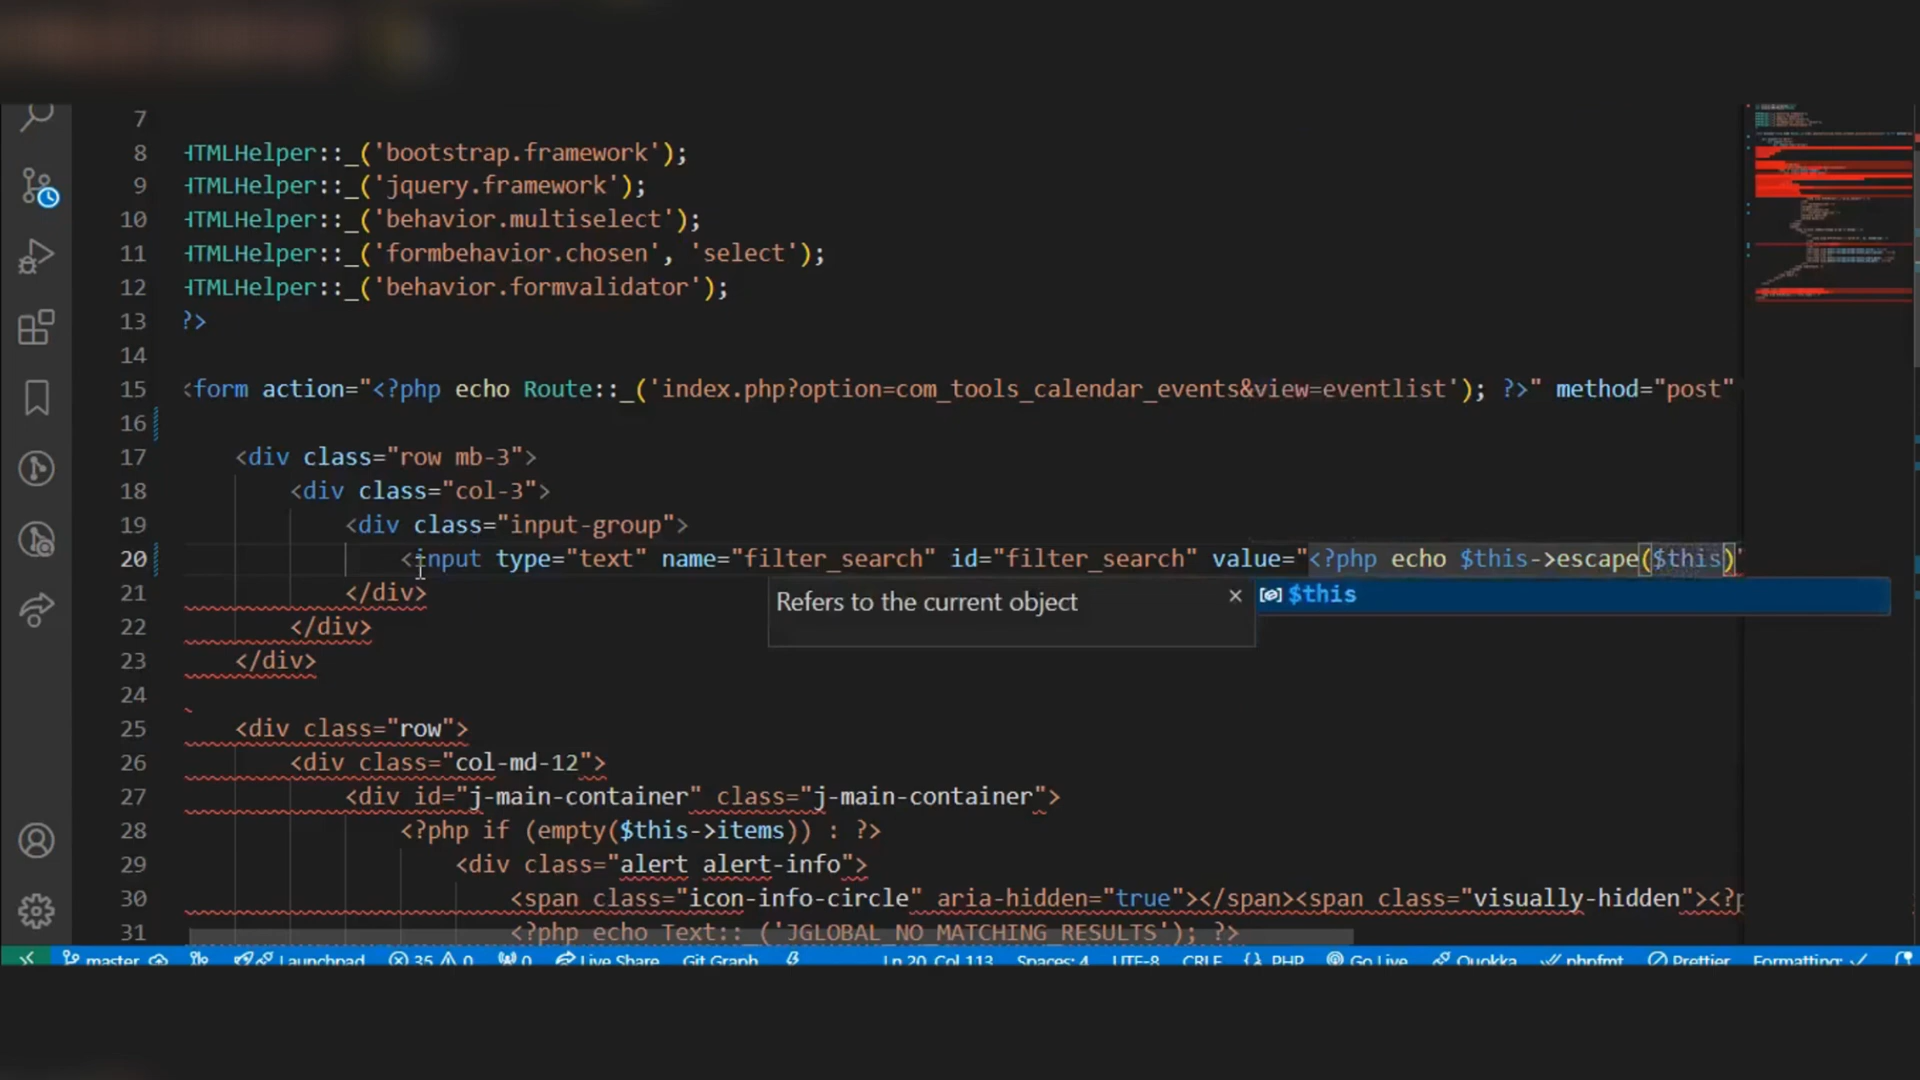 7
8 HTMLHelper::_('bootstrap.framework');
9 HTMLHelper::_('jquery.framework');
10 HTMLHelper::_('behavior.multiselect');
11 HTMLHelper::_('formbehavior.chosen', 'select');
12 HTMLHelper::_('behavior.formvalidator');
13 ?>
14
15 <form action="<?php echo Route::_('index.php?option=com_tools_calendar_events&view=eventlist'); ?>" method="post"
16
17 <div class="row mb-3">
18 <div class="col-3">
19 <div class="input-group">
20 <input type="text" name="filter_search" id="filter_search" value="<?php echo $this->escape($this)"
Refers to the current object × $this
21 </div>
22 </div>
23 </div>
24
25 <div class="row">
26 <div class="col-md-12">
27 <div id="j-main-container" class="j-main-container">
28 <?php if (empty($this->items)) : ?>
29 <div class="alert alert-info">
30 <span class="icon-info-circle" aria-hidden="true"></span><span class="visually-hidden"><?p
31 <?php echo Text::_('JGLOBAL_NO_MATCHING_RESULTS'); ?>
master Launchpad 35 0 0 Live Share Git Graph Ln 20, Col 113 Spaces: 4 UTF-8 CRLF {} PHP Go Live Quokka phpfmt Prettier Formatting: ✓